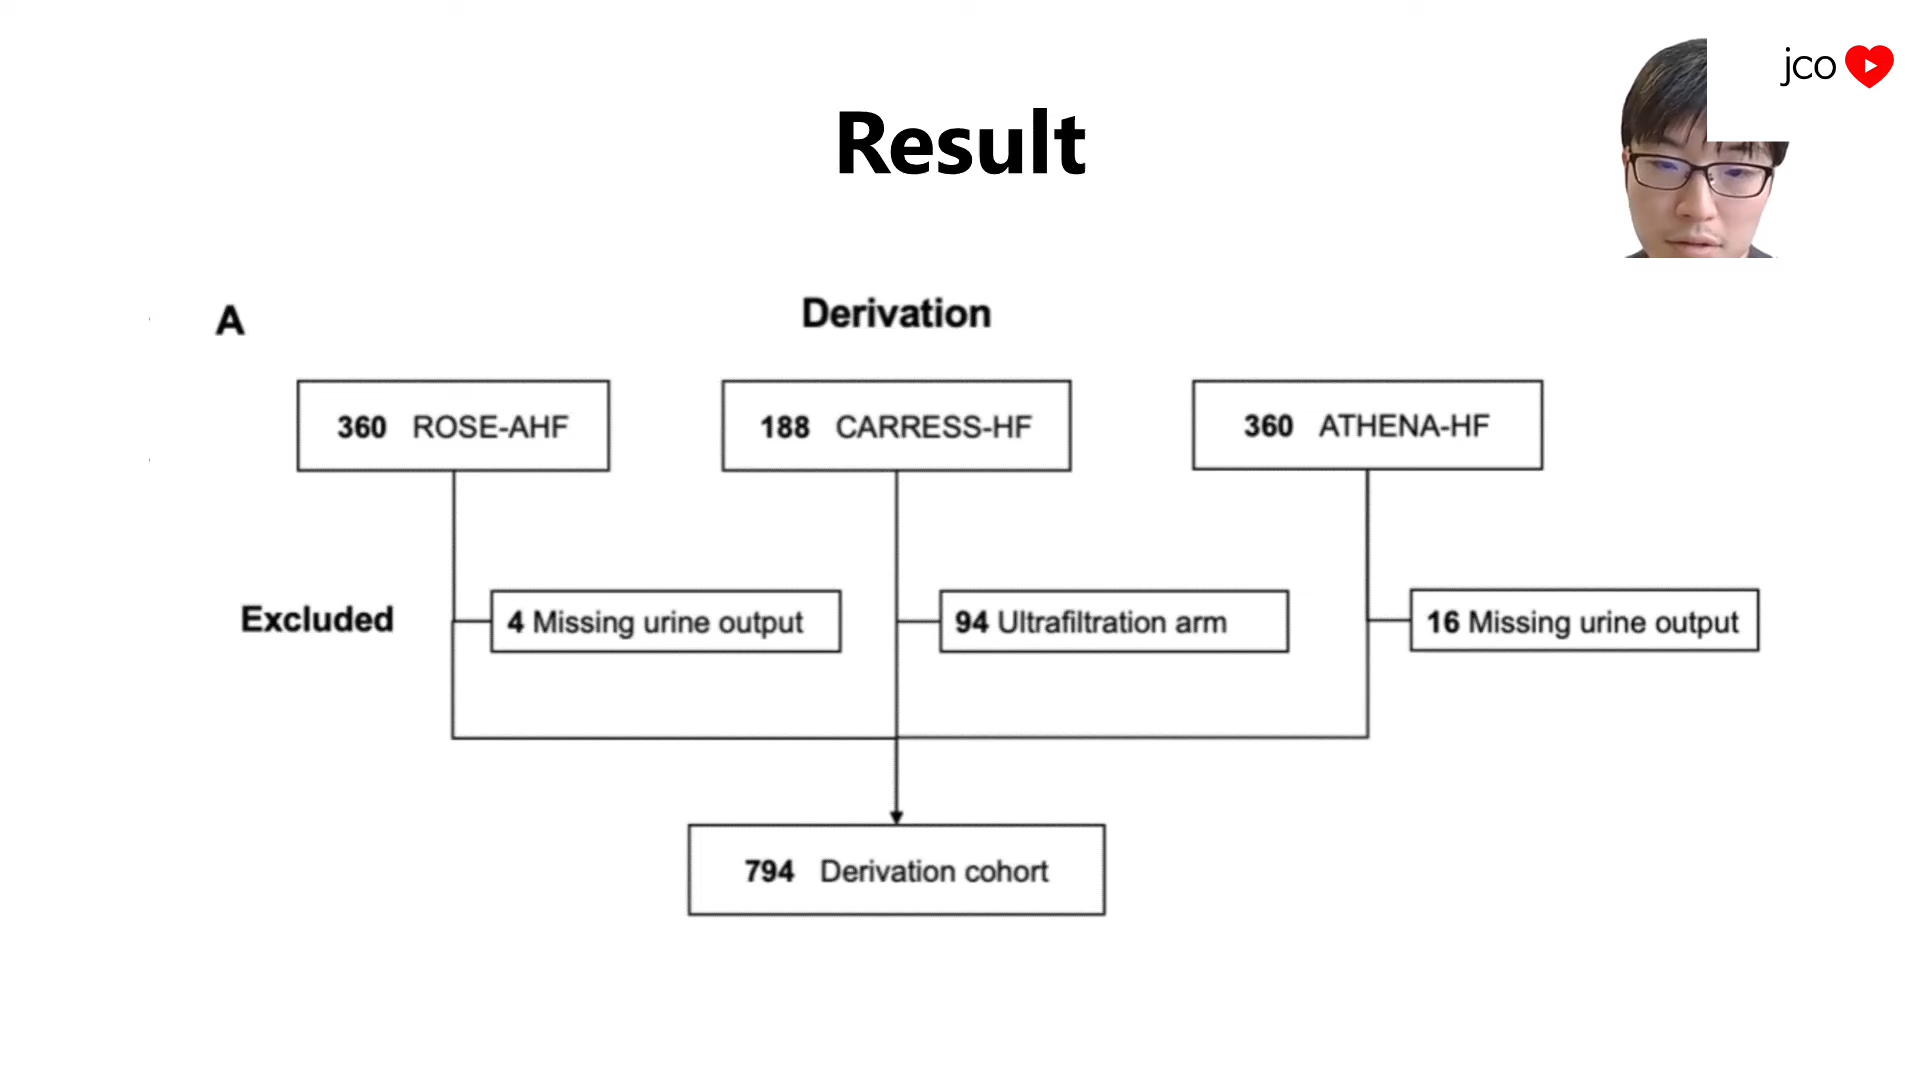 jco
Result
A
Derivation
360 ROSE-AHF
188 CARRESS-HF
360 ATHENA-HF
Excluded
4 Missing urine output
94 Ultrafiltration arm
16 Missing urine output
794 Derivation cohort